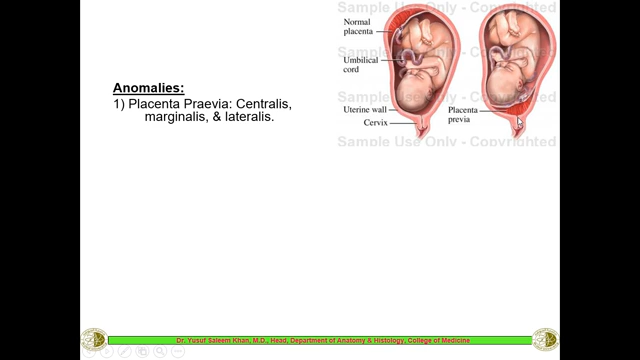 Anomalies:
1) Placenta Praevia: Centralis,
marginalis, & lateralis.
Sample Use Only - Copyrighted
Normal
placenta
Umbilical
cord
Uterine wall
Cervix
Placenta
previa
Sample Use Only - Copyright
Sample Use Only - Copyright
Dr. Yusuf Saleem Khan, M.D., Head, Department of Anatomy & Histology, College of Medicine